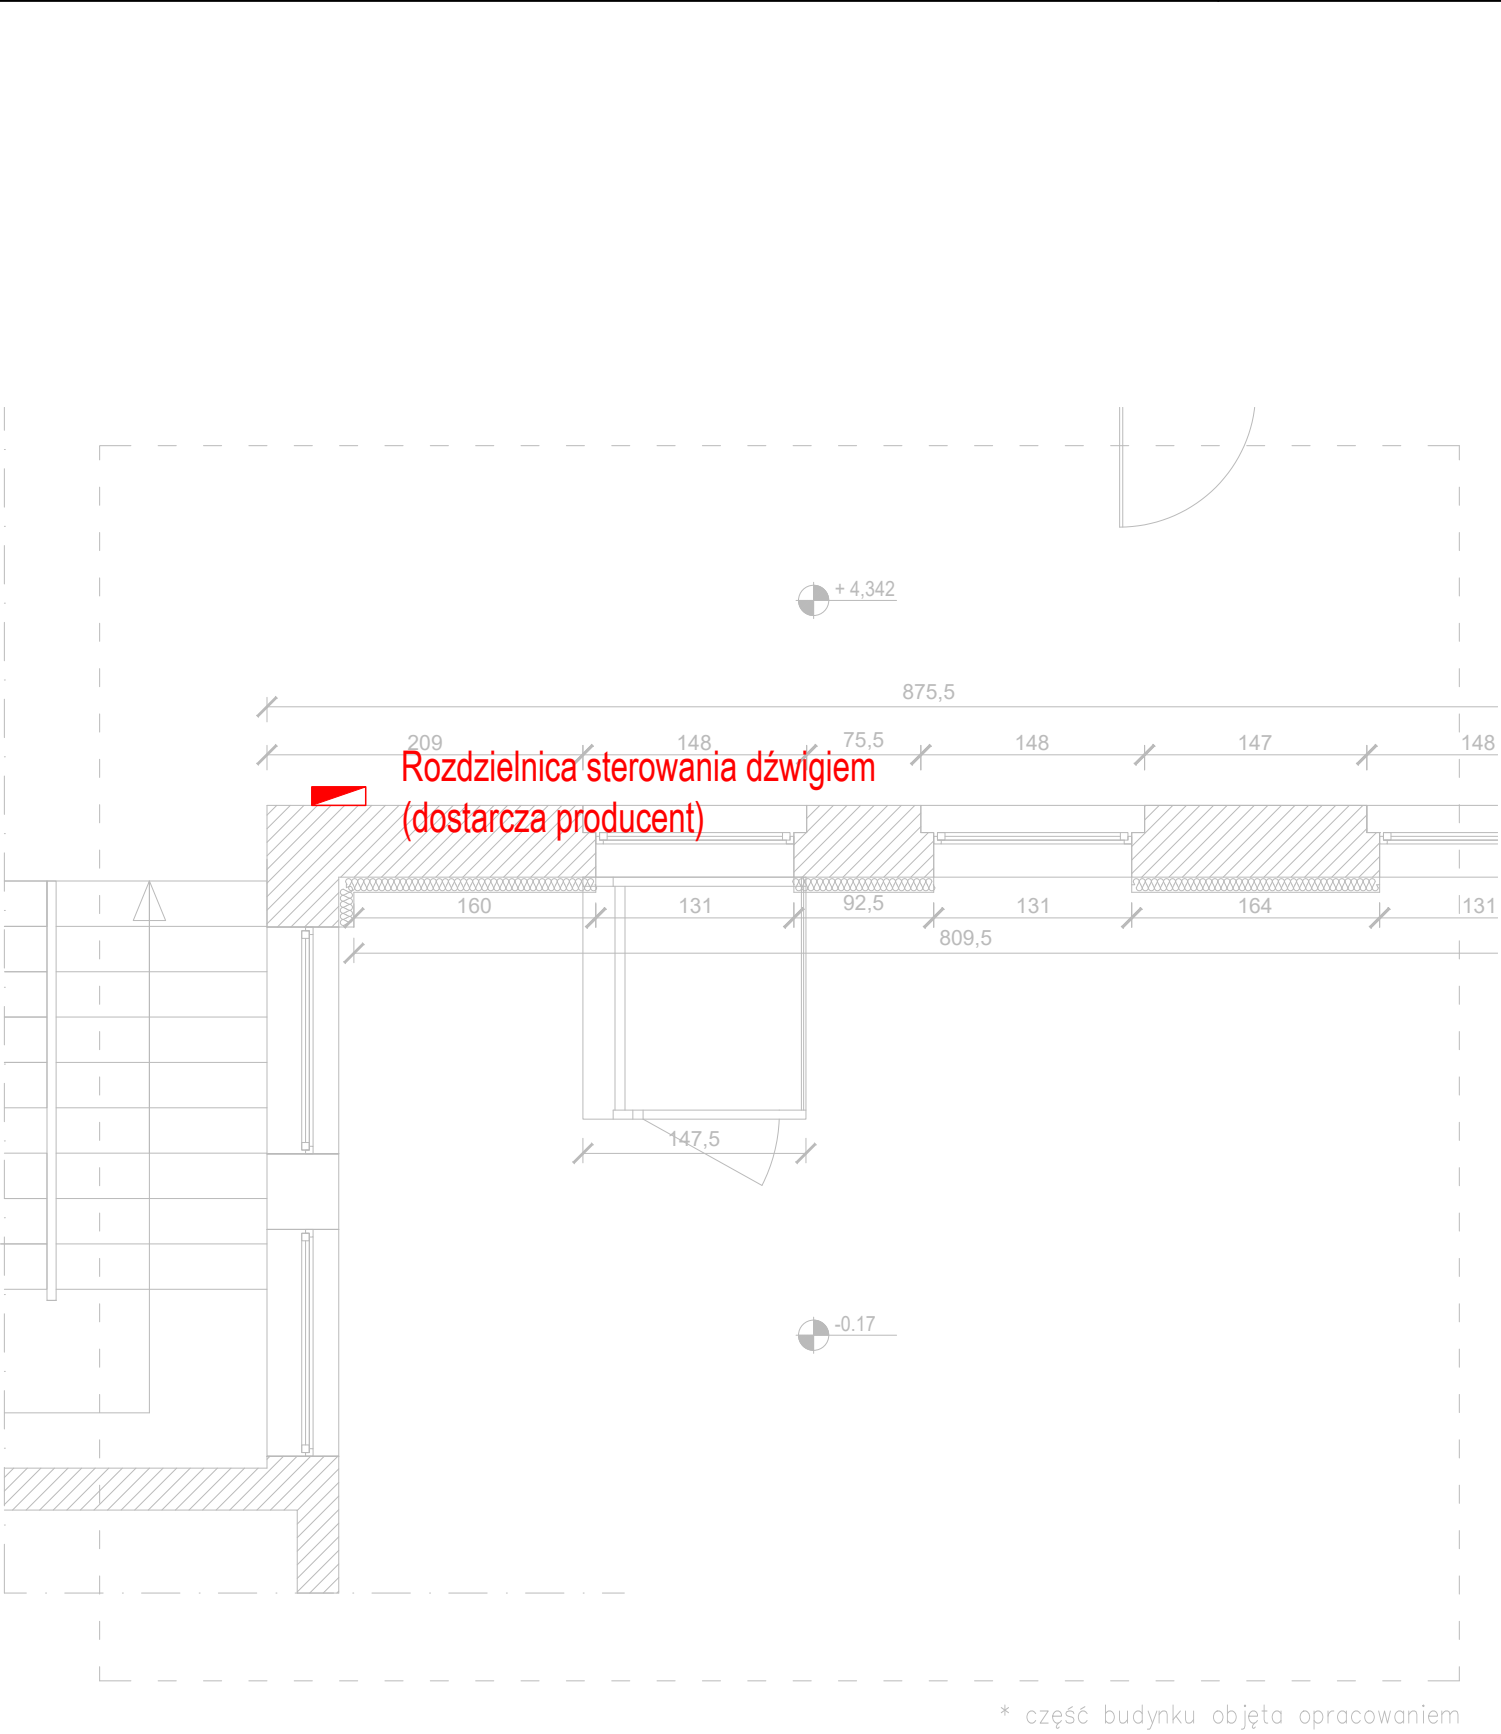 + 4,342
875,5
209 148 75,5 148 147 148
Rozdzielnica sterowania dźwigiem
(dostarcza producent)
160 131 92,5 131 164 131
809,5
147,5
-0.17
* część budynku objęta opracowaniem